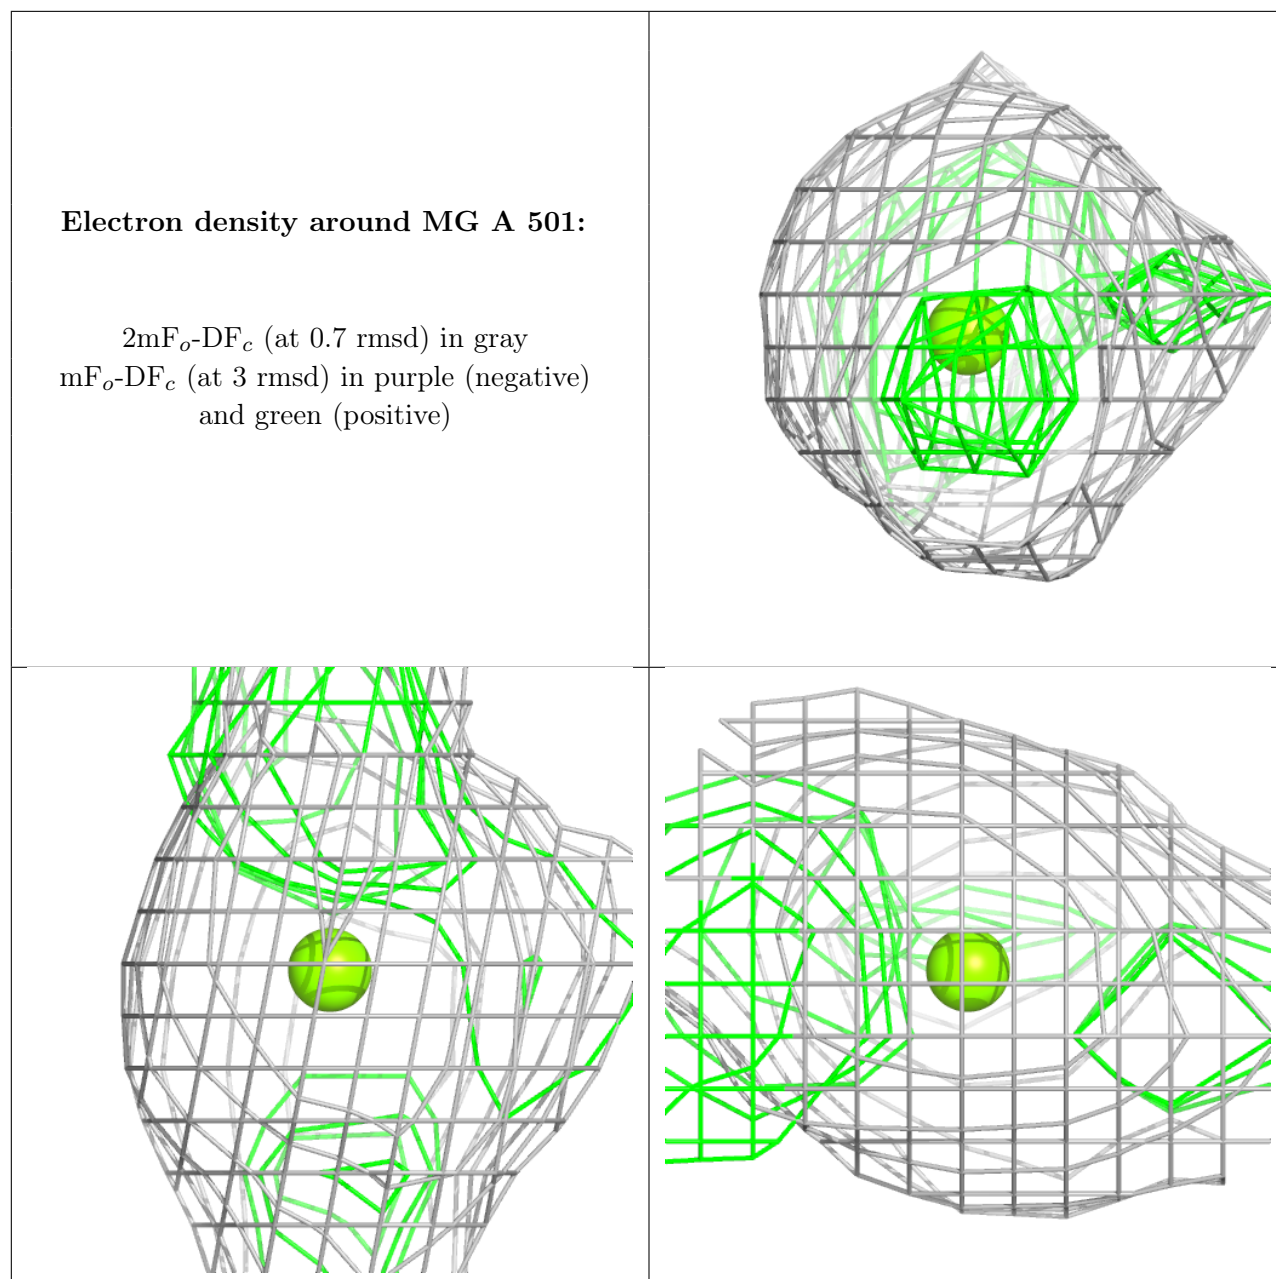 Electron density around MG A 501:
2mFo-DFc (at 0.7 rmsd) in gray
mFo-DFc (at 3 rmsd) in purple (negative)
and green (positive)